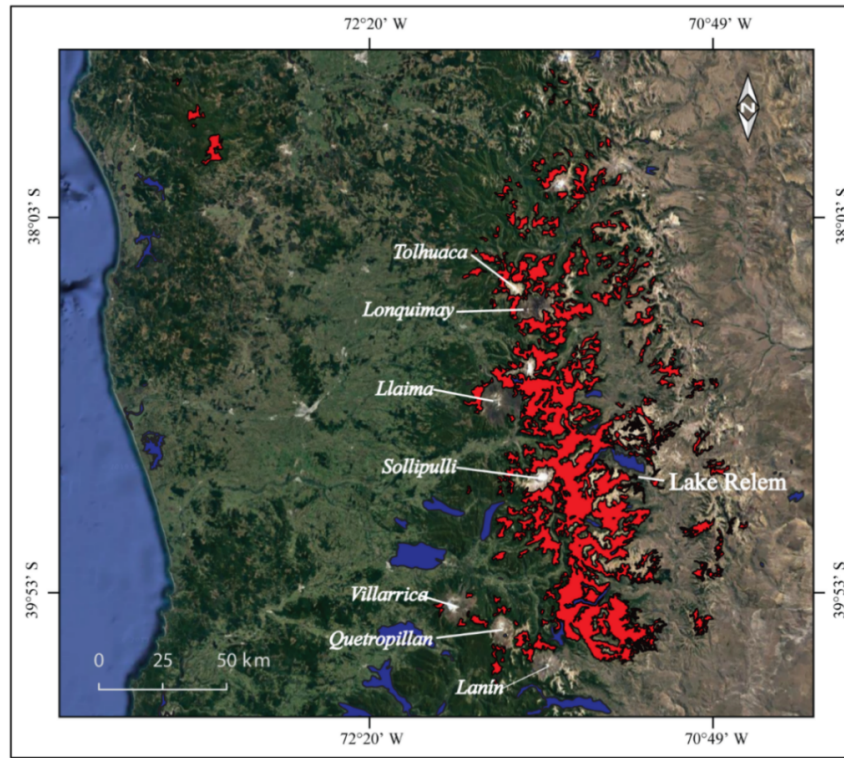 72°20’ W 70°49’ W
N
38°03’ S 38°03’ S
Tolhuaca
Lonquimay
Llaima
Sollipulli
Lake Relem
39°53’ S 39°53’ S
Villarrica
Quetropillan
0 25 50 km
Lanín
72°20’ W 70°49’ W